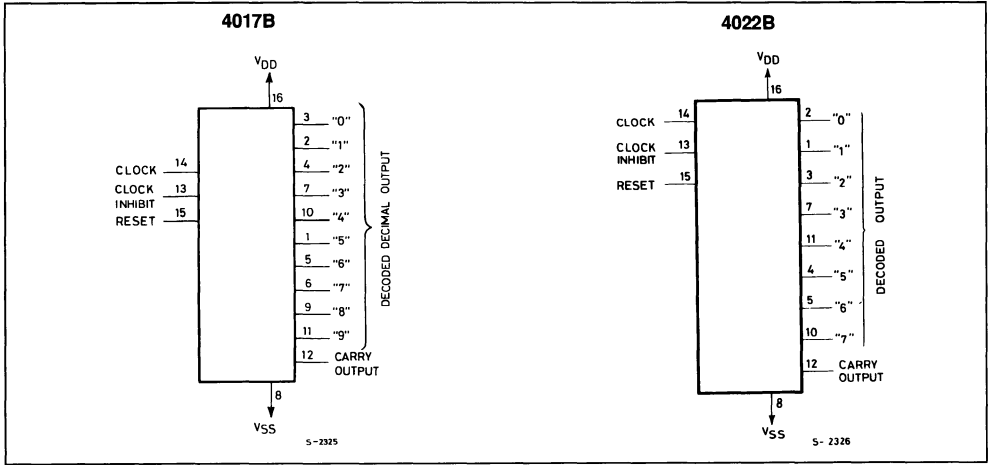 4017B
VDD
16
3 "0"
2 "1"
4 "2"
7 "3"
10 "4"
1 "5"
5 "6"
6 "7"
9 "8"
11 "9"
12 CARRY
OUTPUT
CLOCK 14
CLOCK 13
INHIBIT
RESET 15
DECODED DECIMAL OUTPUT
8
VSS
S-2325
4022B
VDD
16
2 "0"
1 "1"
3 "2"
7 "3"
11 "4"
4 "5"
5 "6"
10 "7"
12 CARRY
OUTPUT
CLOCK 14
CLOCK 13
INHIBIT
RESET 15
DECODED OUTPUT
8
VSS
S- 2326